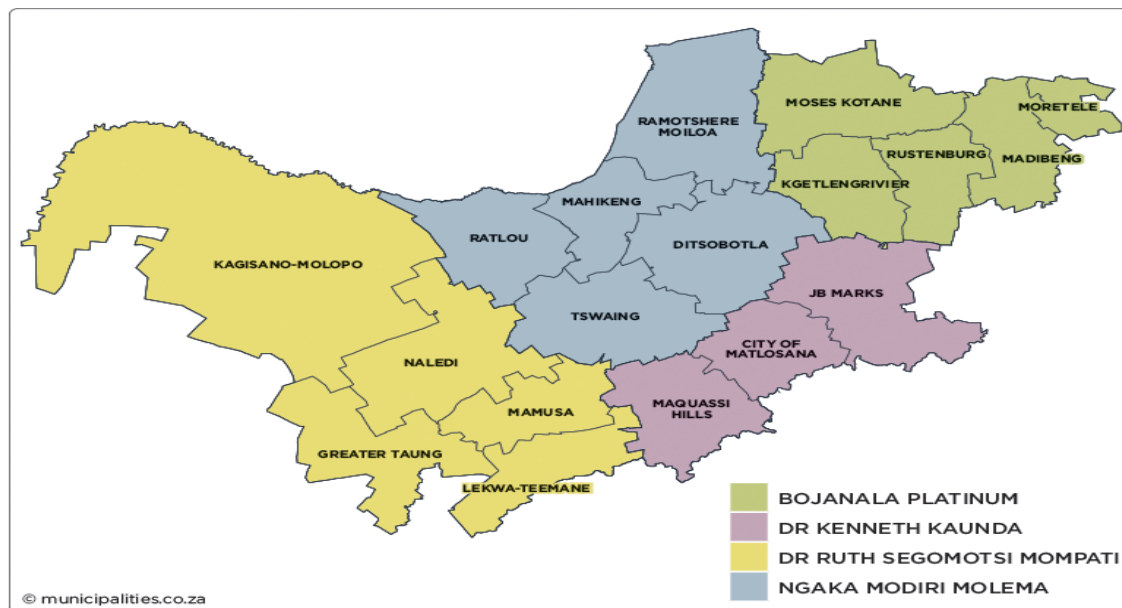 MOSES KOTANE
MORETELE
RAMOTSHERE
MOILOA
RUSTENBURG
MADIBENG
KGETLENGRIVIER
MAHIKENG
RATLOU
DITSOBOTLA
KAGISANO-MOLOPO
JB MARKS
TSWAING
CITY OF
MATLOSANA
NALEDI
MAQUASSI
HILLS
MAMUSA
GREATER TAUNG
LEKWA-TEEMANE
BOJANALA PLATINUM
DR KENNETH KAUNDA
DR RUTH SEGOMOTSI MOMPATI
NGAKA MODIRI MOLEMA
© municipalities.co.za